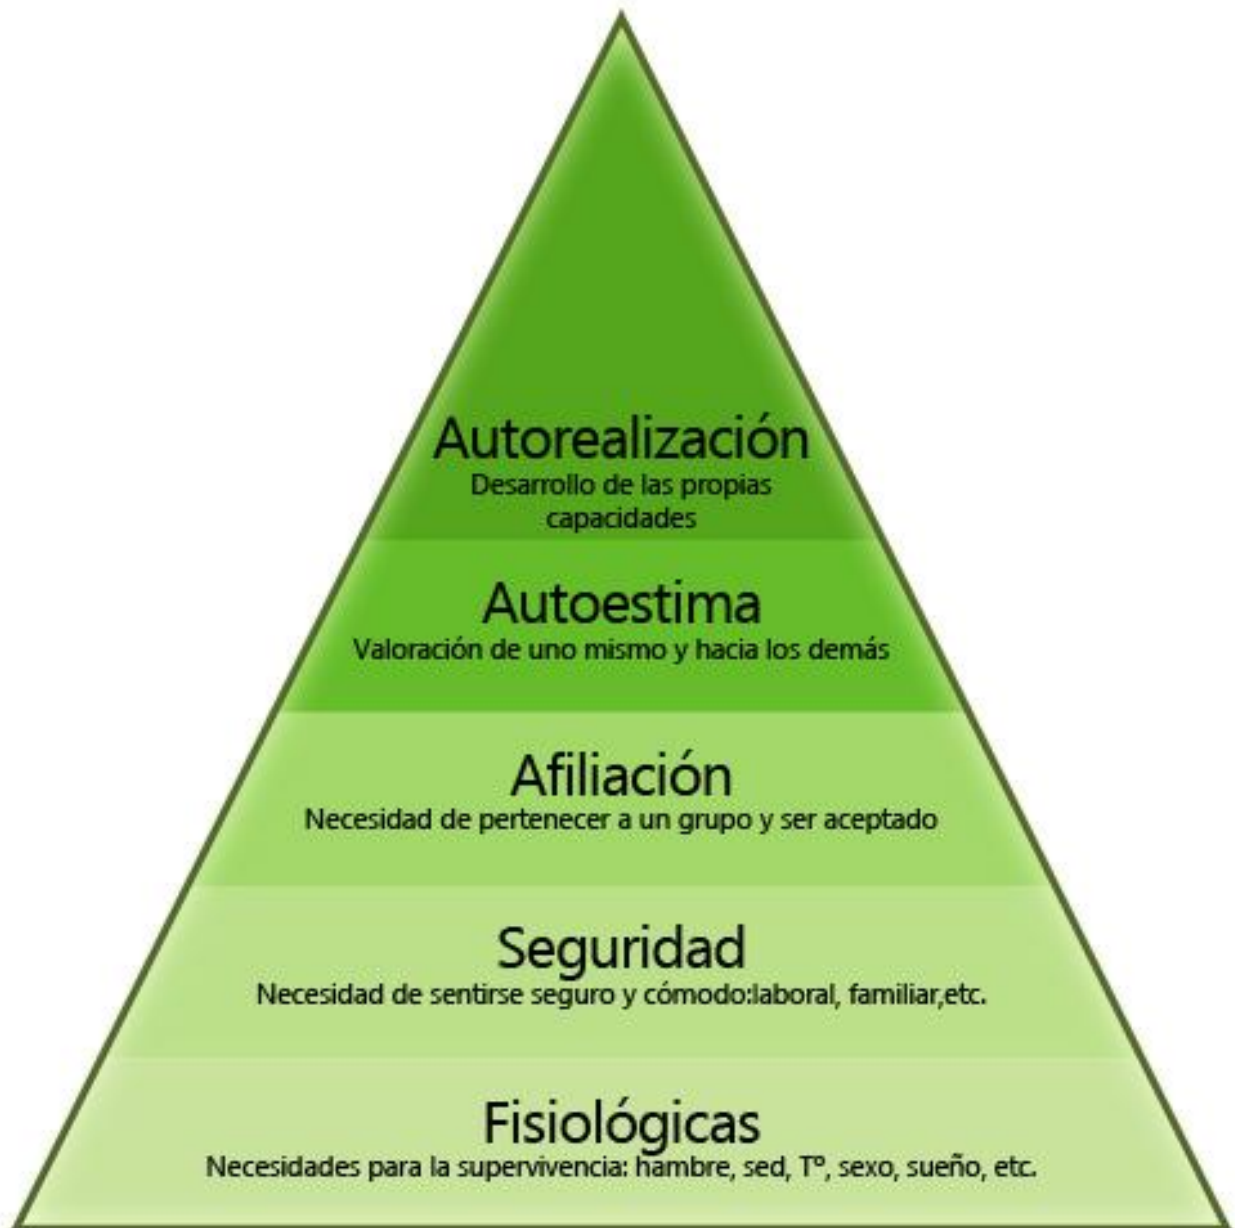 Autorealización
Desarrollo de las propias
capacidades
Autoestima
Valoración de uno mismo y hacia los demás
Afiliación
Necesidad de pertenecer a un grupo y ser aceptado
Seguridad
Necesidad de sentirse seguro y cómodo:laboral, familiar,etc.
Fisiológicas
Necesidades para la supervivencia: hambre, sed, Tº, sexo, sueño, etc.